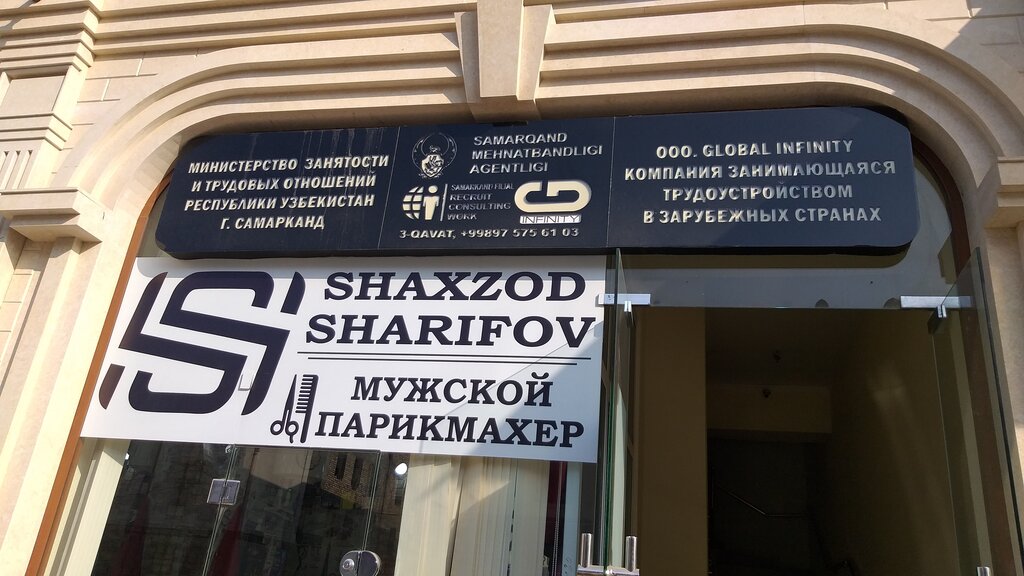 МИНИСТЕРСТВО ЗАНЯТОСТИ
И ТРУДОВЫХ ОТНОШЕНИЙ
РЕСПУБЛИКИ УЗБЕКИСТАН
Г. САМАРКАНД
SAMARQAND
MEHNATBANDLIGI
AGENTLIGI
SAMARKAND FILIAL
RECRUIT
CONSULTING
WORK
G
INFINITY
3-QAVAT, +99897 575 61 03
ООО. GLOBAL INFINITY
КОМПАНИЯ ЗАНИМАЮЩАЯСЯ
ТРУДОУСТРОЙСТВОМ
В ЗАРУБЕЖНЫХ СТРАНАХ
SHAXZOD
SHARIFOV
МУЖСКОЙ
ПАРИКМАХЕР